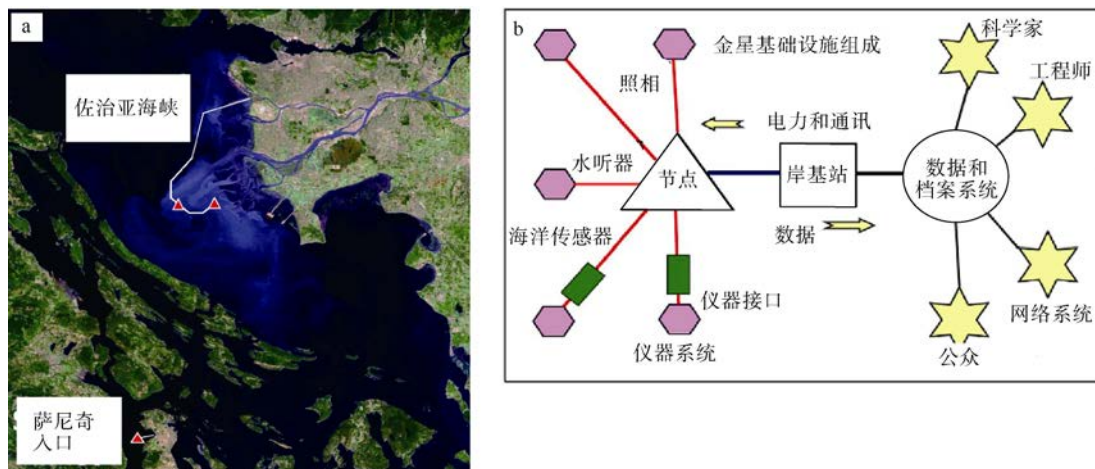 a
佐治亚海峡
萨尼奇
入口
b
金星基础设施组成
照相
科学家
工程师
电力和通讯
水听器
节点
岸基站
数据和
档案系统
数据
海洋传感器
仪器接口
仪器系统
网络系统
公众